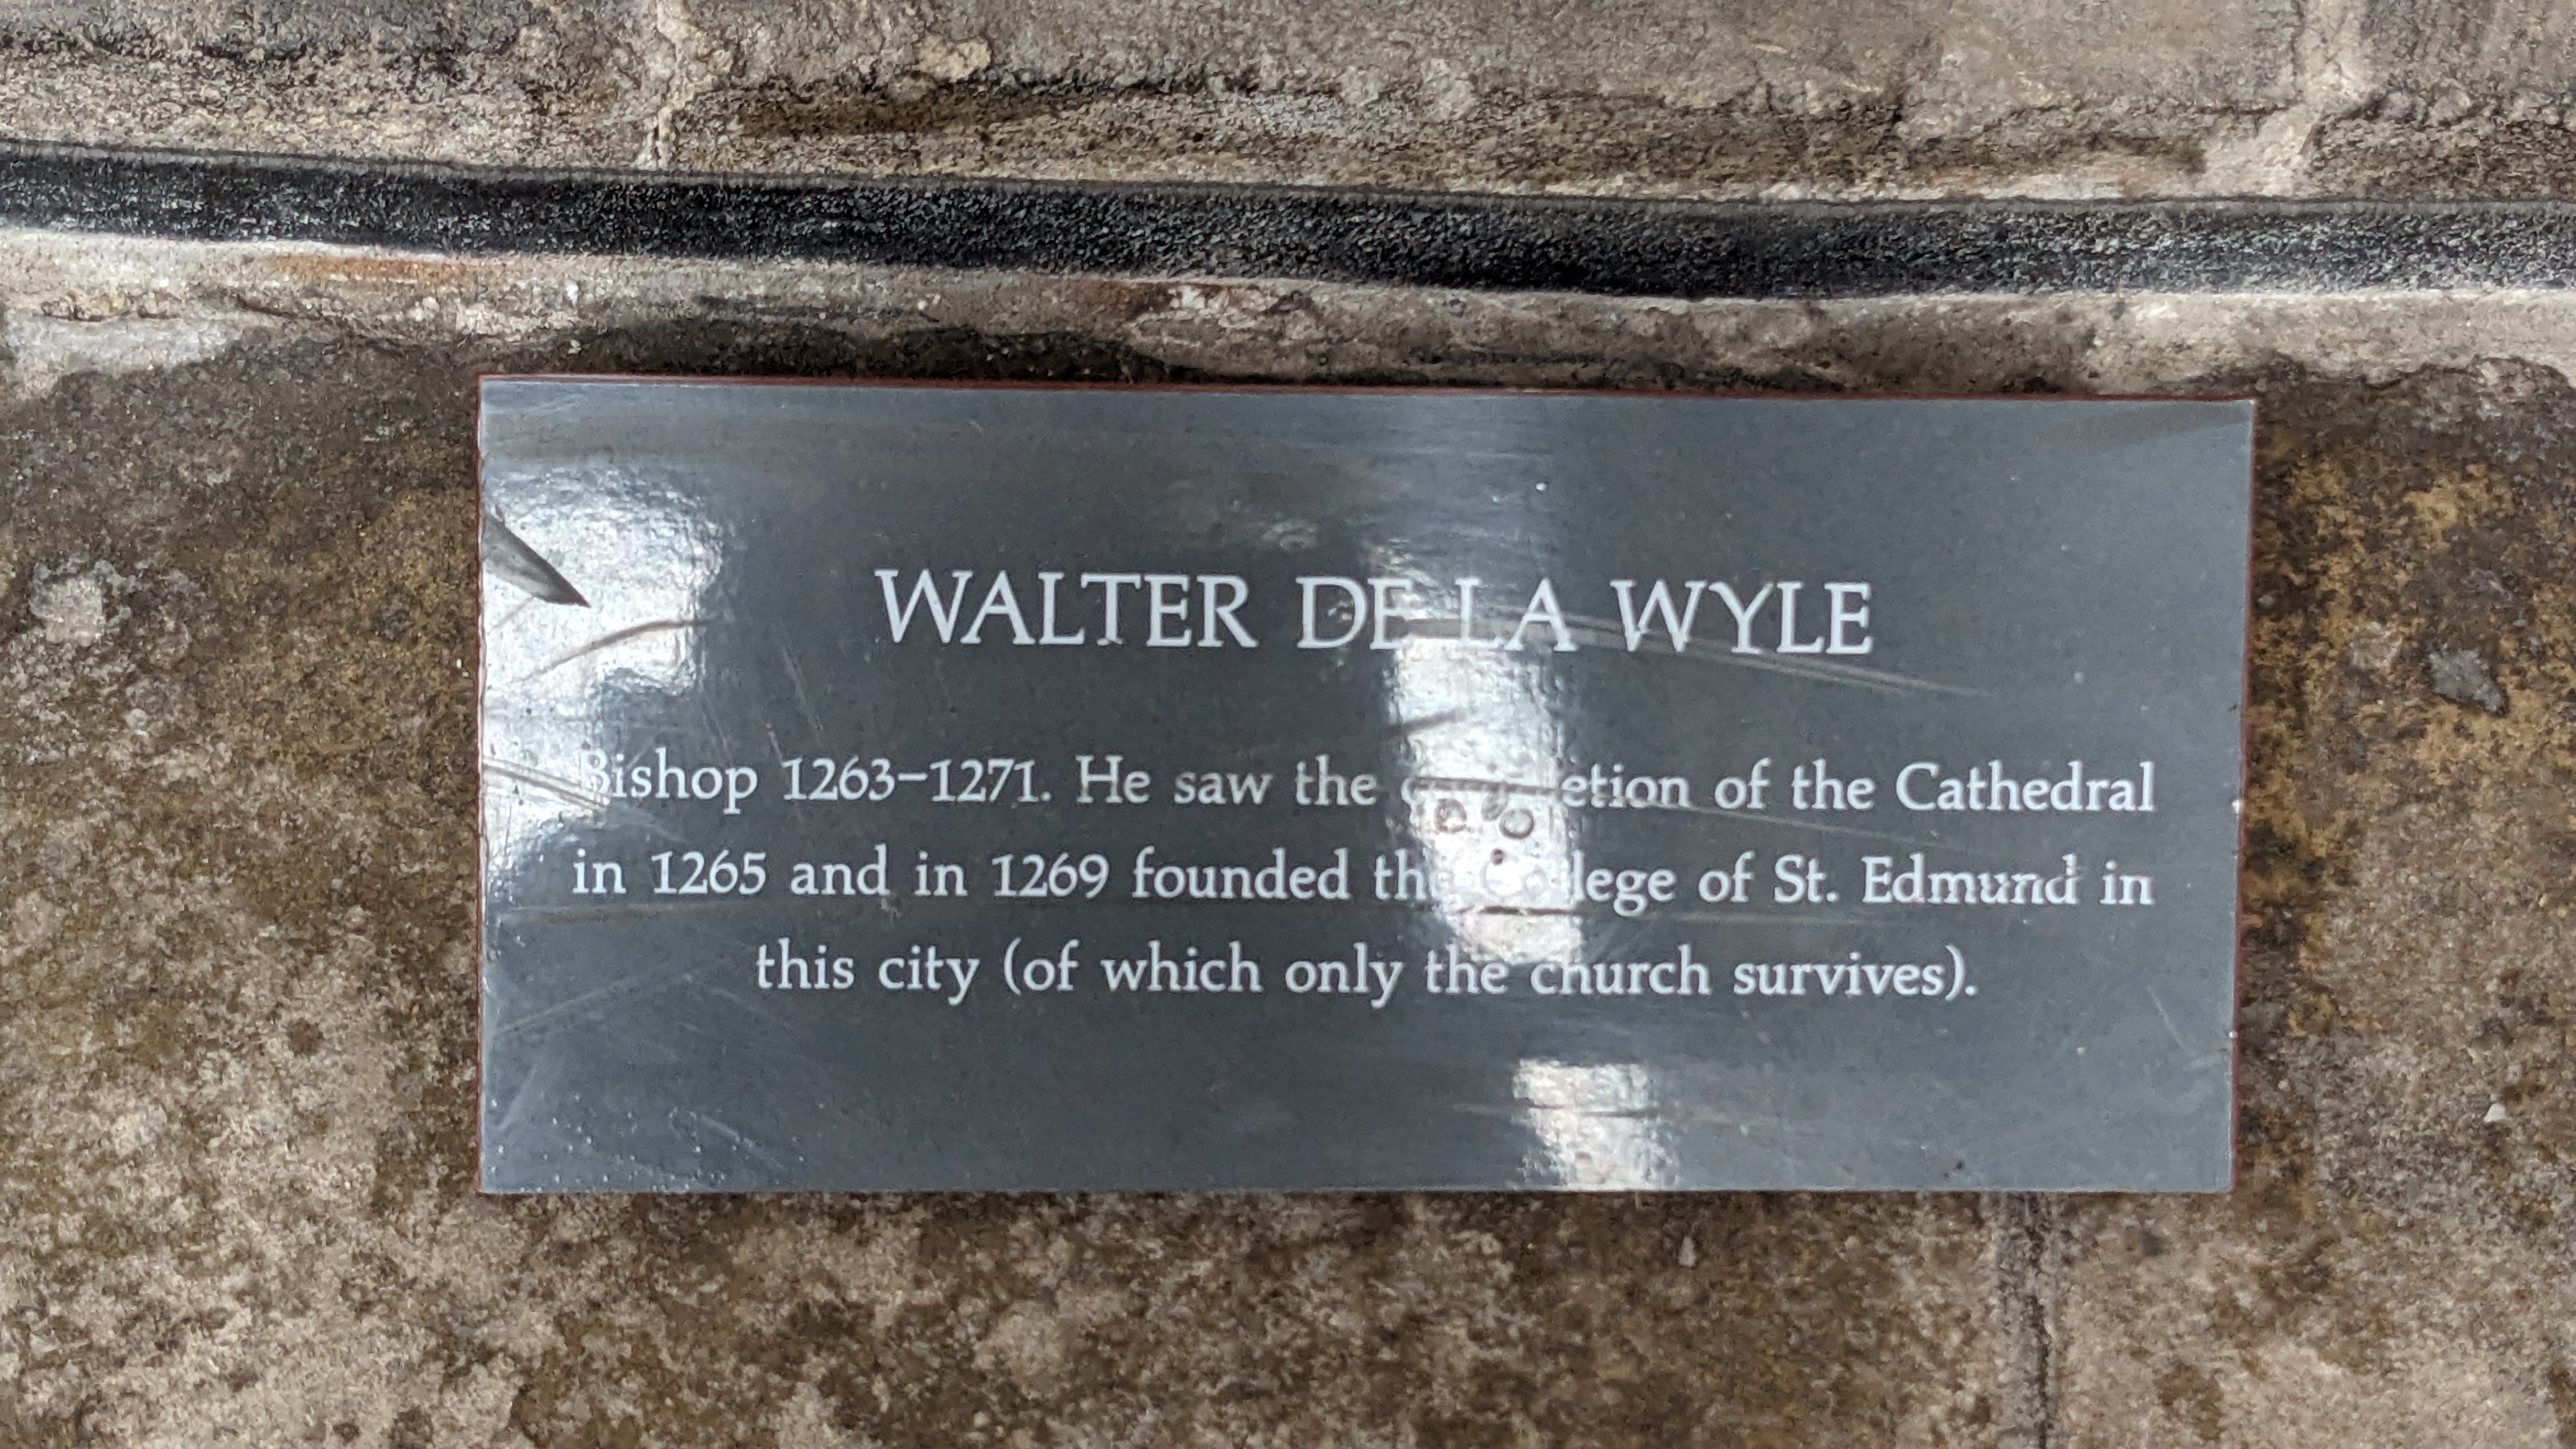 WALTER DE LA WYLE
Bishop 1263–1271. He saw the completion of the Cathedral
in 1265 and in 1269 founded the College of St. Edmund in
this city (of which only the church survives).